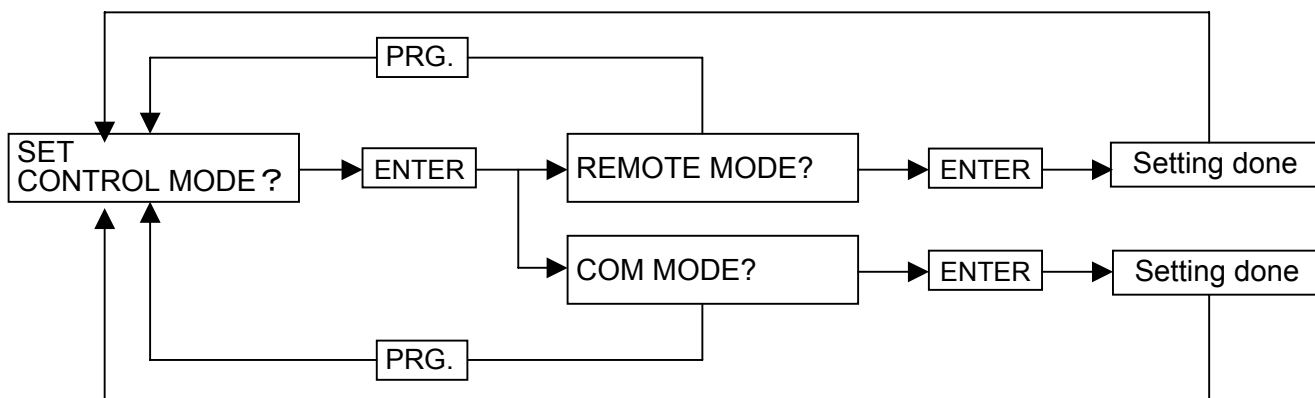 PRG.
SET
CONTROL MODE?
ENTER
REMOTE MODE?
ENTER
Setting done
COM MODE?
ENTER
Setting done
PRG.